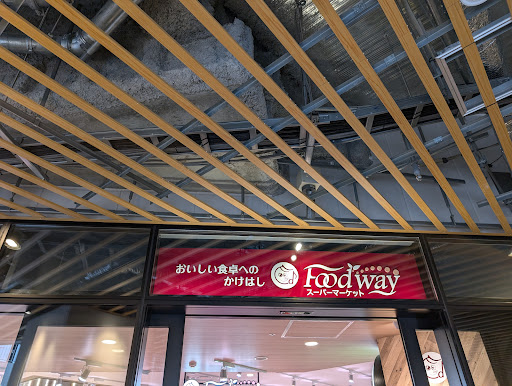 おいしい食卓への
かけはし
Foodway
スーパーマーケット